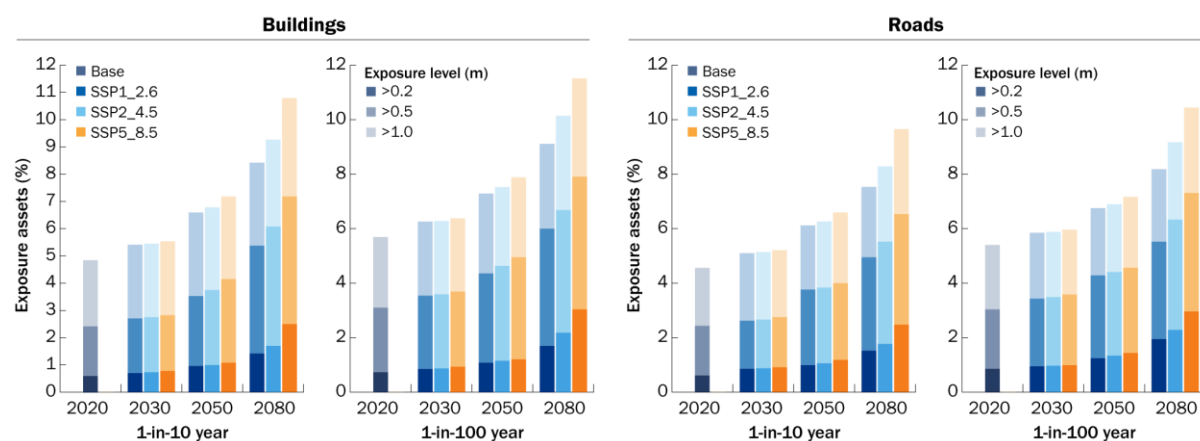 Buildings
Roads
Exposure assets (%)
12
11
10
9
8
7
6
5
4
3
2
1
0
Base
SSP1_2.6
SSP2_4.5
SSP5_8.5
2020 2030 2050 2080
1-in-10 year
12
10
8
6
4
2
0
Exposure level (m)
>0.2
>0.5
>1.0
2020 2030 2050 2080
1-in-100 year
Exposure assets (%)
12
10
8
6
4
2
0
Base
SSP1_2.6
SSP2_4.5
SSP5_8.5
2020 2030 2050 2080
1-in-10 year
12
10
8
6
4
2
0
Exposure level (m)
>0.2
>0.5
>1.0
2020 2030 2050 2080
1-in-100 year